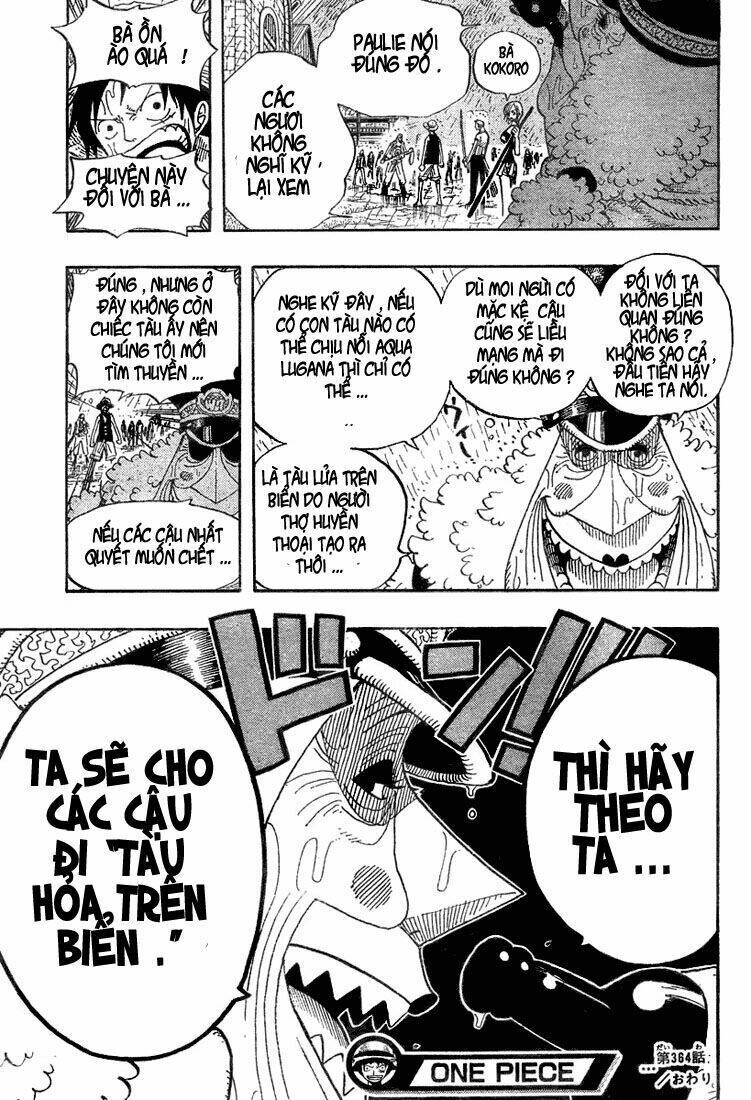 BÀ
KOKORO
PAULIE NÓI
ĐÚNG ĐÓ.
CÁC
NGƯƠI
KHÔNG
NGHĨ KỸ
LẠI XEM
BÀ ỒN
ÀO QUÁ !
CHUYỆN NÀY
ĐỐI VỚI BÀ ...
ĐỐI VỚI TA
KHÔNG LIÊN
QUAN ĐÚNG
KHÔNG ?
KHÔNG SAO CẢ,
ĐẦU TIÊN HÃY
NGHE TA NÓI.
DÙ MỌI NGỪI CÓ
MẶC KỆ CẬU
CŨNG SẼ LIỀU
MẠNG MÀ ĐI
ĐÚNG KHÔNG ?
NGHE KỸ ĐÂY , NẾU
CÓ CON TÀU NÀO CÓ
THỂ CHỊU NỔI AQUA
LUGANA THÌ CHỈ CÓ
THỂ ...
..
LÀ TÀU LỬA TRÊN
BIỂN DO NGƯỜI
THỢ HUYỀN
THOẠI TẠO RA
THÔI ...
ĐÚNG , NHƯNG Ở
ĐÂY KHÔNG CÒN
CHIẾC TÀU ẤY NÊN
CHÚNG TÔI MỚI
TÌM THUYỀN ...
NẾU CÁC CẬU NHẤT
QUYẾT MUỐN CHẾT ...
ドン!!
THÌ HÃY
THEO
TA ...
TA SẼ CHO
CÁC CẬU
ĐI "TÀU
HỎA TRÊN
BIỂN ."
ONE PIECE
第364話
／おわり